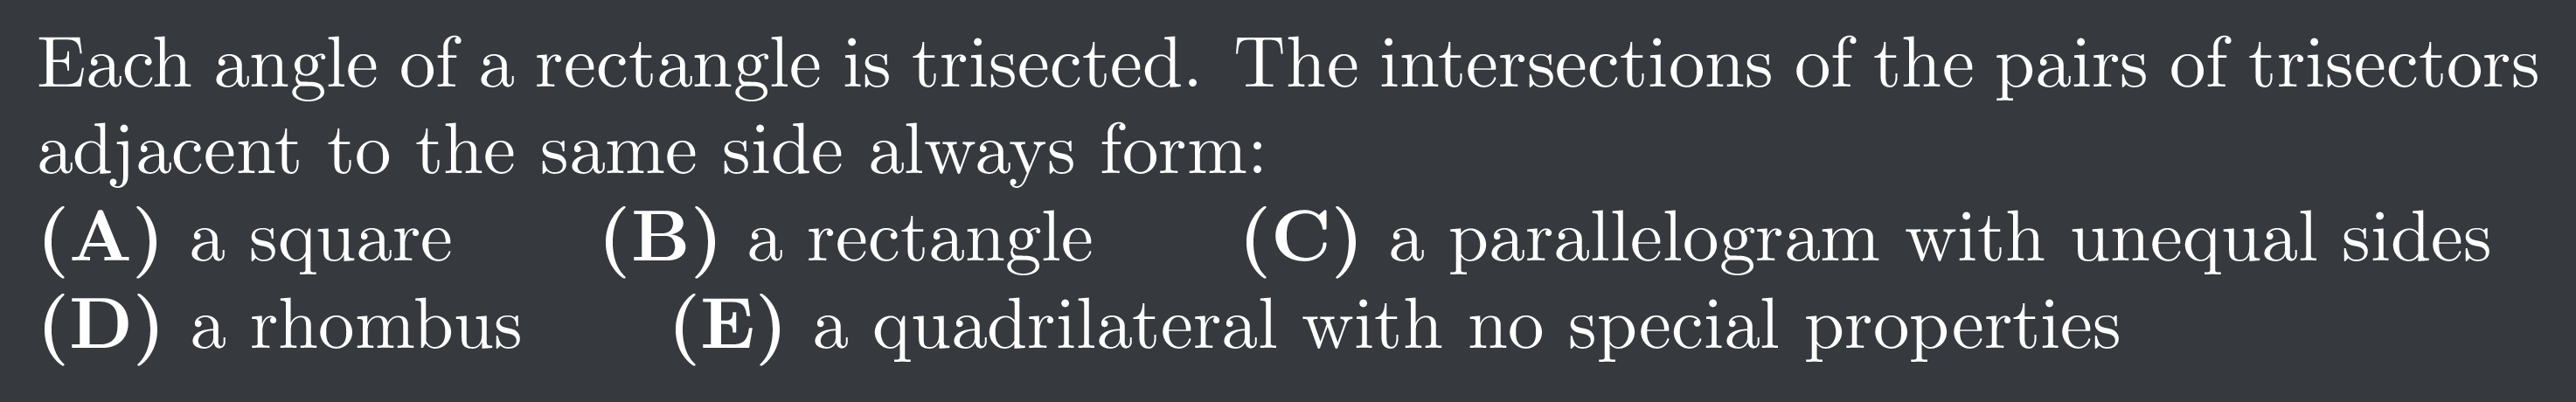 Each angle of a rectangle is trisected. The intersections of the pairs of trisectors
adjacent to the same side always form:
(A) a square (B) a rectangle (C) a parallelogram with unequal sides
(D) a rhombus (E) a quadrilateral with no special properties